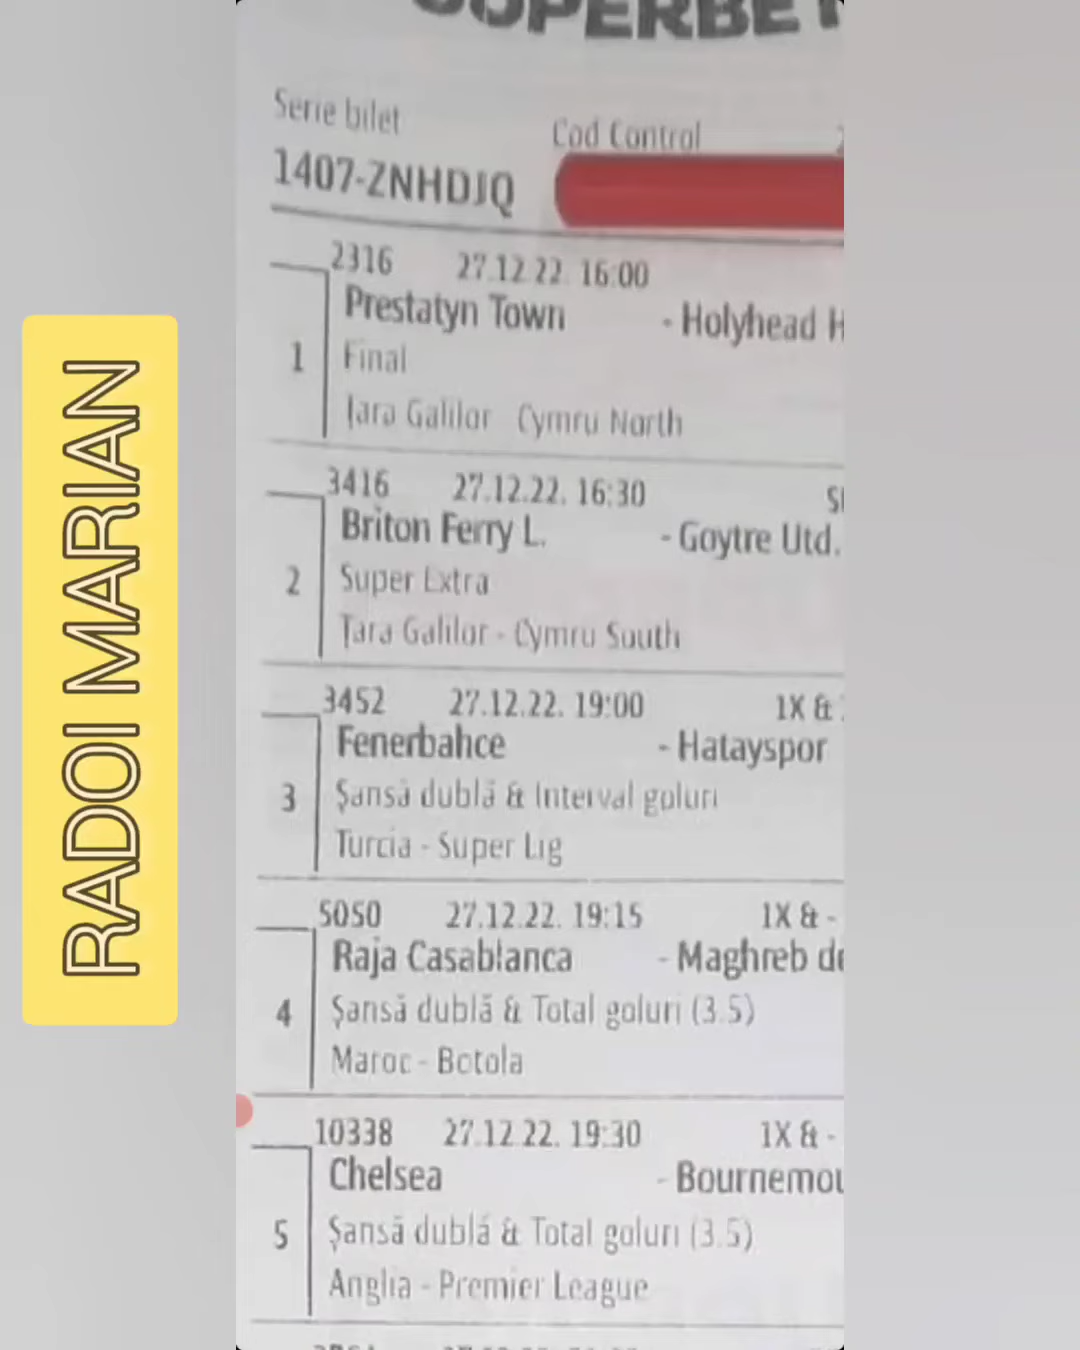 SUPERBET
Serie bilet
Cod Control
1407-ZNHDJQ
2316 27.12.22. 16:00
Prestatyn Town - Holyhead H
1 Final
Țara Galilor Cymru North
3416 27.12.22. 16:30
Briton Ferry L. - Goytre Utd.
2 Super Extra
Țara Galilor - Cymru South
3452 27.12.22. 19:00 1X &
Fenerbahce - Hatayspor
3 Şansă dublă & Interval goluri
Turcia - Super Lig
5050 27.12.22. 19:15 1X & -
Raja Casablanca - Maghreb de
4 Şansă dublă & Total goluri (3.5)
Maroc - Botola
10338 27.12.22. 19:30 1X & -
Chelsea - Bournemou
5 Şansă dublă & Total goluri (3.5)
Anglia - Premier League
RADOI MARIAN